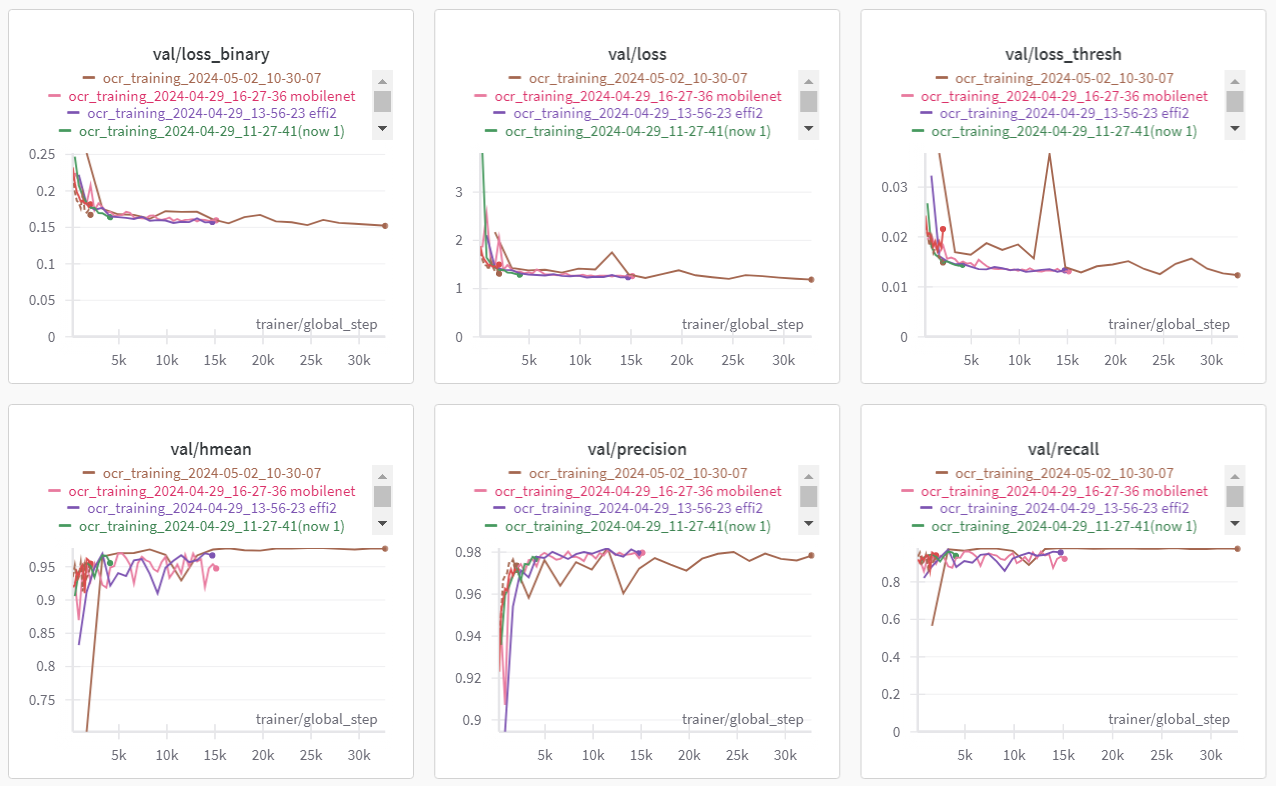 val/loss_binary
ocr_training_2024-05-02_10-30-07
ocr_training_2024-04-29_16-27-36 mobilenet
ocr_training_2024-04-29_13-56-23 effi2
ocr_training_2024-04-29_11-27-41(now 1)
0.25
0.2
0.15
0.1
0.05
0
trainer/global_step
5k 10k 15k 20k 25k 30k
val/loss
ocr_training_2024-05-02_10-30-07
ocr_training_2024-04-29_16-27-36 mobilenet
ocr_training_2024-04-29_13-56-23 effi2
ocr_training_2024-04-29_11-27-41(now 1)
3
2
1
0
trainer/global_step
5k 10k 15k 20k 25k 30k
val/loss_thresh
ocr_training_2024-05-02_10-30-07
ocr_training_2024-04-29_16-27-36 mobilenet
ocr_training_2024-04-29_13-56-23 effi2
ocr_training_2024-04-29_11-27-41(now 1)
0.03
0.02
0.01
0
trainer/global_step
5k 10k 15k 20k 25k 30k
val/hmean
ocr_training_2024-05-02_10-30-07
ocr_training_2024-04-29_16-27-36 mobilenet
ocr_training_2024-04-29_13-56-23 effi2
ocr_training_2024-04-29_11-27-41(now 1)
0.95
0.9
0.85
0.8
0.75
trainer/global_step
5k 10k 15k 20k 25k 30k
val/precision
ocr_training_2024-05-02_10-30-07
ocr_training_2024-04-29_16-27-36 mobilenet
ocr_training_2024-04-29_13-56-23 effi2
ocr_training_2024-04-29_11-27-41(now 1)
0.98
0.96
0.94
0.92
0.9
trainer/global_step
5k 10k 15k 20k 25k 30k
val/recall
ocr_training_2024-05-02_10-30-07
ocr_training_2024-04-29_16-27-36 mobilenet
ocr_training_2024-04-29_13-56-23 effi2
ocr_training_2024-04-29_11-27-41(now 1)
0.8
0.6
0.4
0.2
0
trainer/global_step
5k 10k 15k 20k 25k 30k